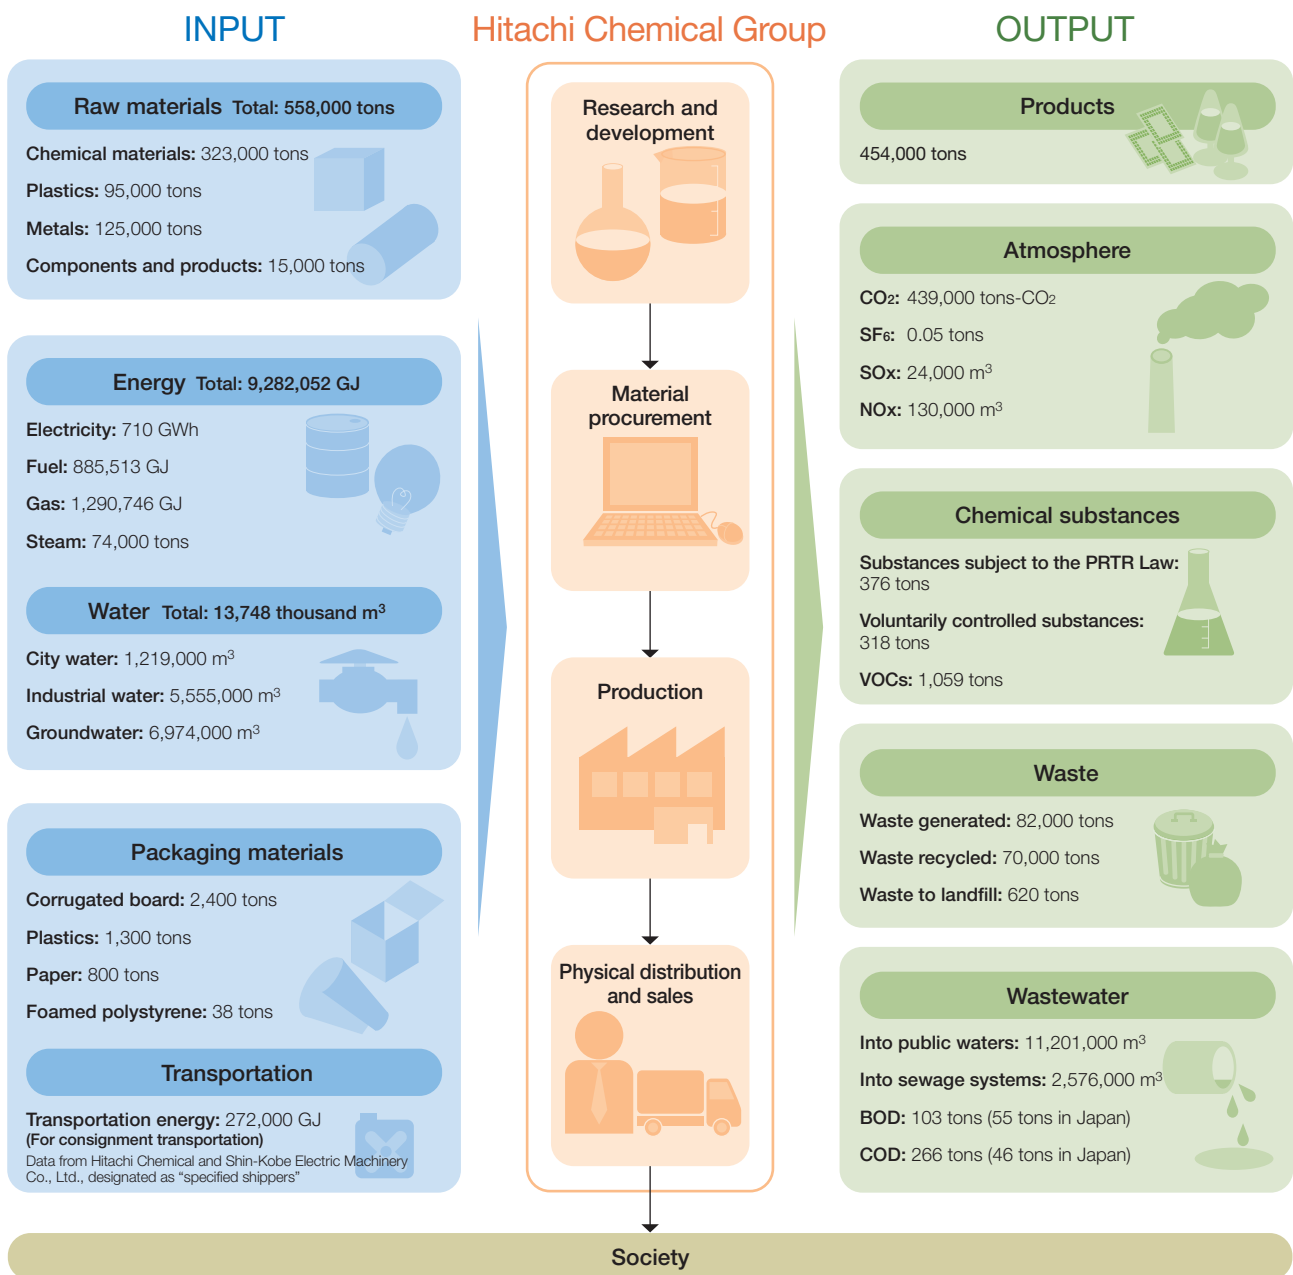 INPUT
Raw materials Total: 558,000 tons
Chemical materials: 323,000 tons
Plastics: 95,000 tons
Metals: 125,000 tons
Components and products: 15,000 tons
Energy Total: 9,282,052 GJ
Electricity: 710 GWh
Fuel: 885,513 GJ
Gas: 1,290,746 GJ
Steam: 74,000 tons
Water Total: 13,748 thousand m³
City water: 1,219,000 m³
Industrial water: 5,555,000 m³
Groundwater: 6,974,000 m³
Packaging materials
Corrugated board: 2,400 tons
Plastics: 1,300 tons
Paper: 800 tons
Foamed polystyrene: 38 tons
Transportation
Transportation energy: 272,000 GJ
(For consignment transportation)
Data from Hitachi Chemical and Shin-Kobe Electric Machinery
Co., Ltd., designated as “specified shippers”
Hitachi Chemical Group
Research and
development
Material
procurement
Production
Physical distribution
and sales
OUTPUT
Products
454,000 tons
Atmosphere
CO₂: 439,000 tons-CO₂
SF₆: 0.05 tons
SOx: 24,000 m³
NOx: 130,000 m³
Chemical substances
Substances subject to the PRTR Law:
376 tons
Voluntarily controlled substances:
318 tons
VOCs: 1,059 tons
Waste
Waste generated: 82,000 tons
Waste recycled: 70,000 tons
Waste to landfill: 620 tons
Wastewater
Into public waters: 11,201,000 m³
Into sewage systems: 2,576,000 m³
BOD: 103 tons (55 tons in Japan)
COD: 266 tons (46 tons in Japan)
Society